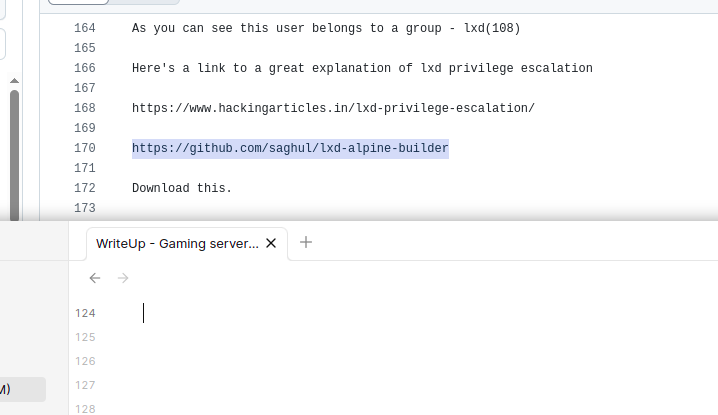 164 As you can see this user belongs to a group - lxd(108)
165
166 Here's a link to a great explanation of lxd privilege escalation
167
168 https://www.hackingarticles.in/lxd-privilege-escalation/
169
170 https://github.com/saghul/lxd-alpine-builder
171
172 Download this.
173
WriteUp - Gaming server...
124
125
126
127
M)
128